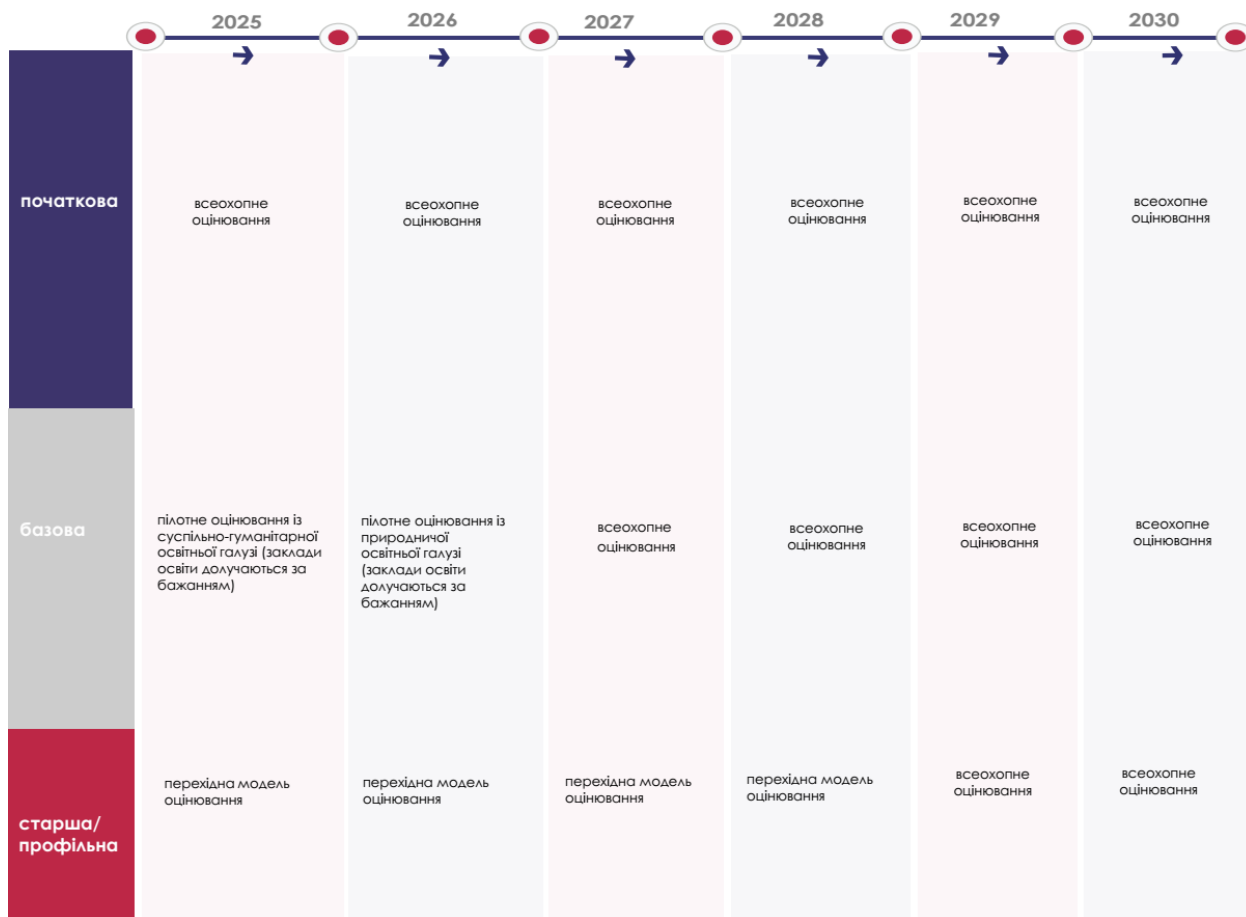 2025
2026
2027
2028
2029
2030
початкова
всеохопне
оцінювання
всеохопне
оцінювання
всеохопне
оцінювання
всеохопне
оцінювання
всеохопне
оцінювання
всеохопне
оцінювання
базова
пілотне оцінювання із
суспільно-гуманітарної
освітньої галузі (заклади
освіти долучаються за
бажанням)
пілотне оцінювання із
природничої
освітньої галузі
(заклади освіти
долучаються за
бажанням)
всеохопне
оцінювання
всеохопне
оцінювання
всеохопне
оцінювання
всеохопне
оцінювання
старша/
профільна
перехідна модель
оцінювання
перехідна модель
оцінювання
перехідна модель
оцінювання
перехідна модель
оцінювання
всеохопне
оцінювання
всеохопне
оцінювання